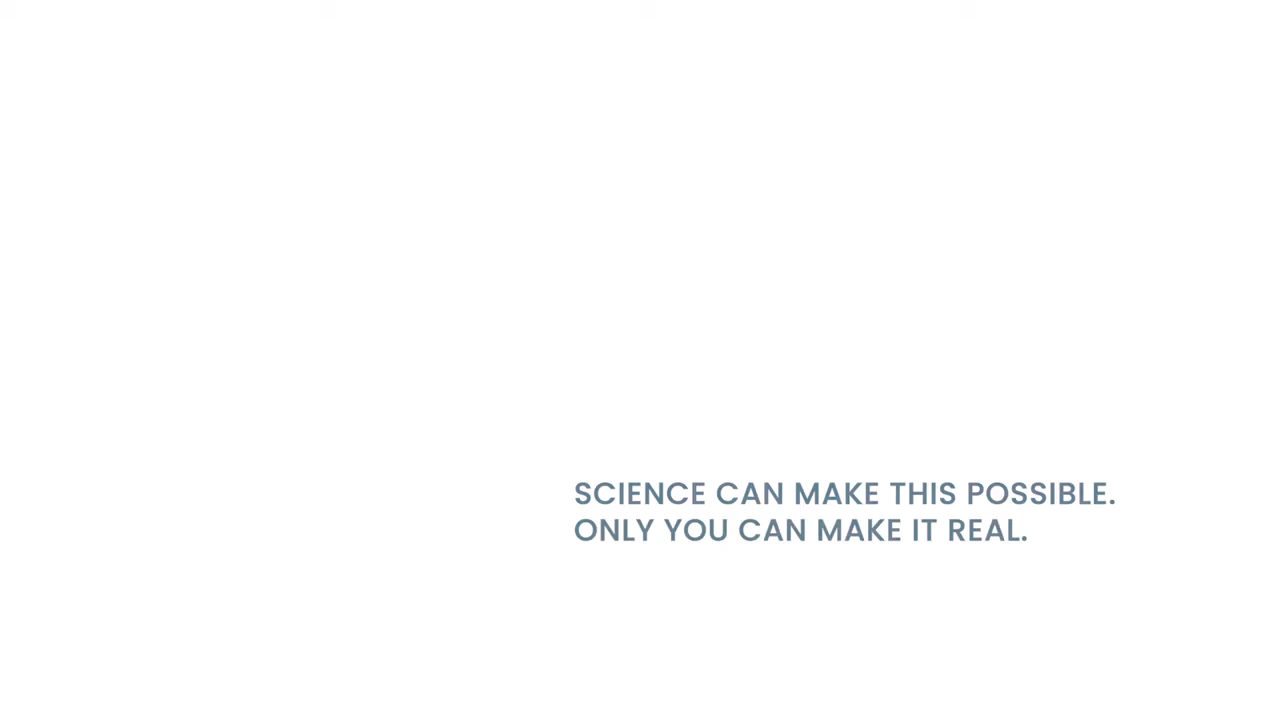 SCIENCE CAN MAKE THIS POSSIBLE.
ONLY YOU CAN MAKE IT REAL.